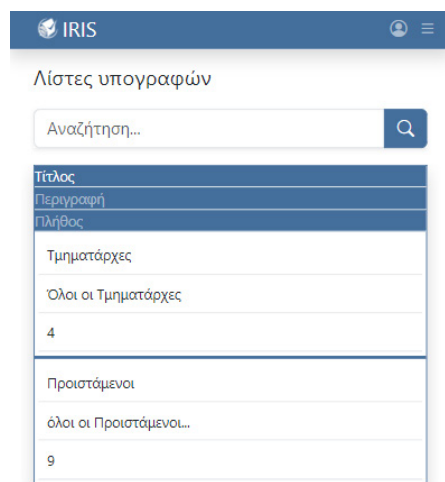 IRIS
Λίστες υπογραφών
Αναζήτηση...
Τίτλος
Περιγραφή
Πλήθος
Τμηματάρχες
Όλοι οι Τμηματάρχες
4
Προιστάμενοι
όλοι οι Προιστάμενοι...
9